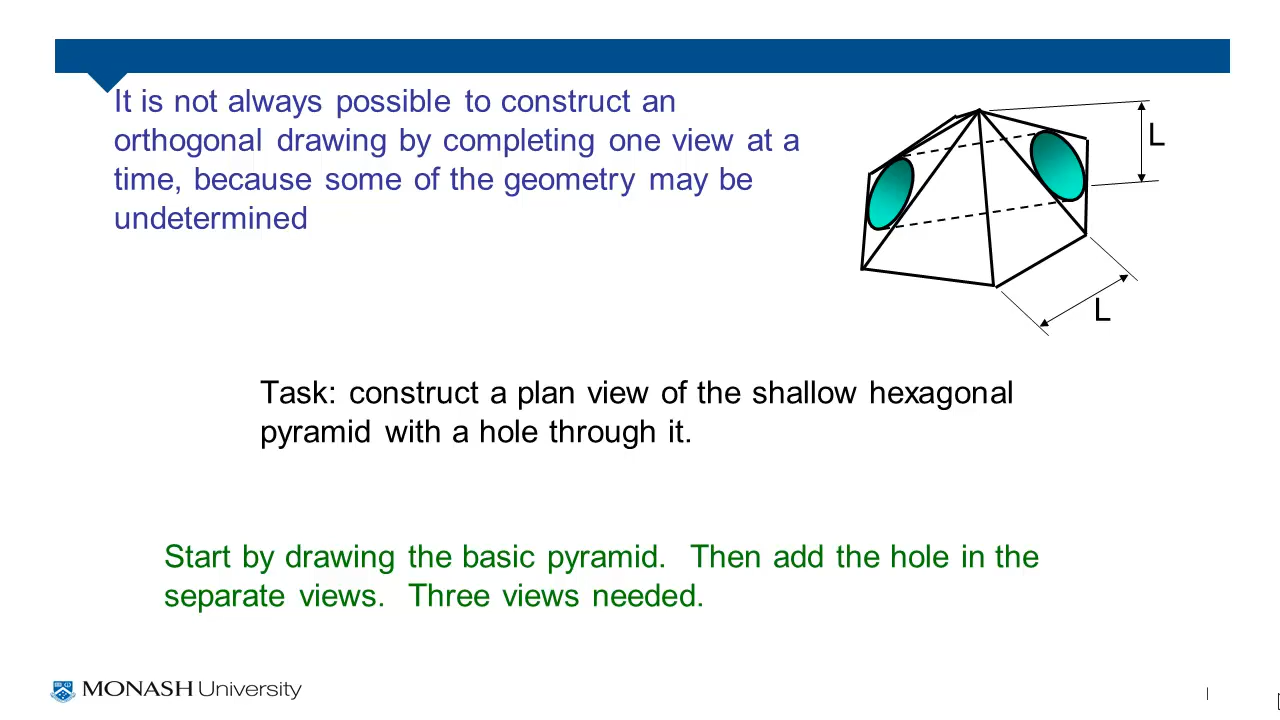 It is not always possible to construct an
orthogonal drawing by completing one view at a
time, because some of the geometry may be
undetermined
L
L
Task: construct a plan view of the shallow hexagonal
pyramid with a hole through it.
Start by drawing the basic pyramid. Then add the hole in the
separate views. Three views needed.
MONASH University